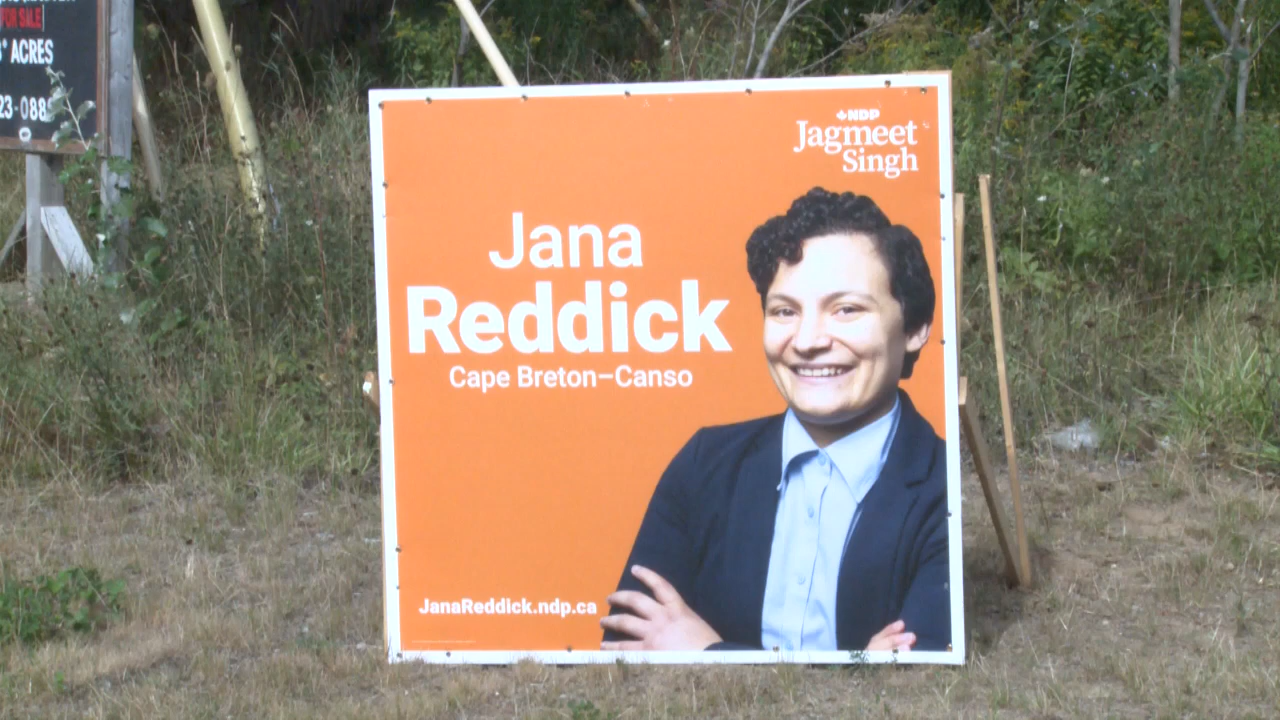 FOR SALE
ACRES
NDP
Jagmeet
Singh
Jana
Reddick
Cape Breton–Canso
JanaReddick.ndp.ca